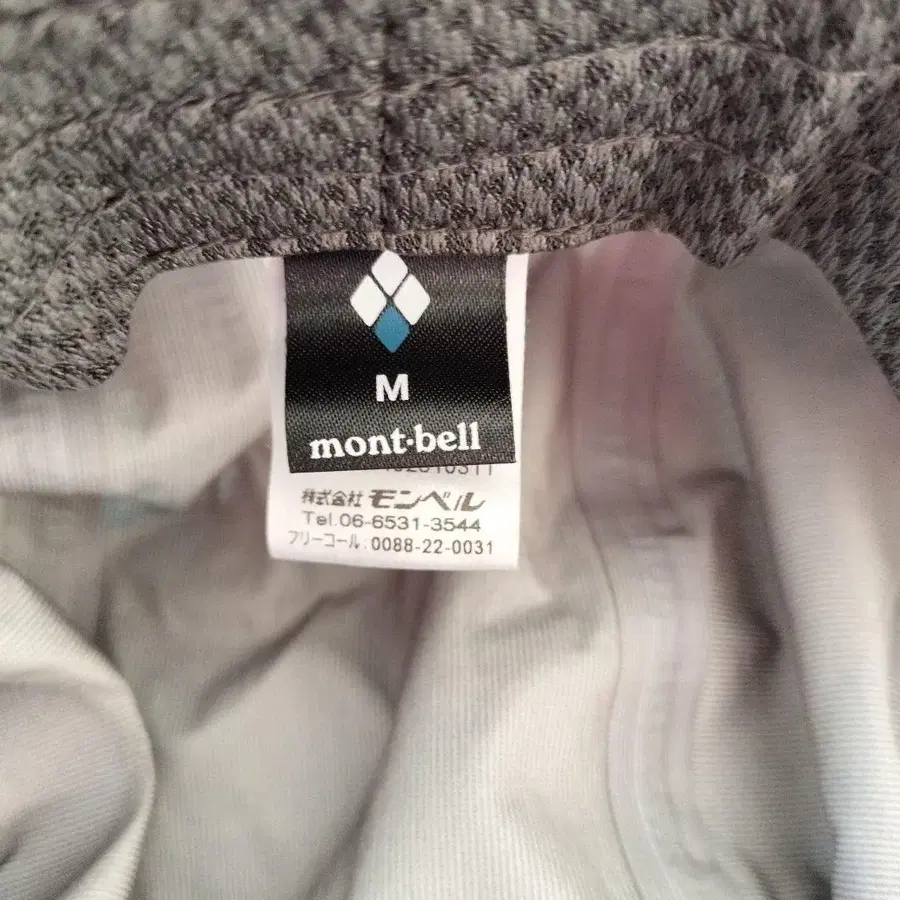 M
mont·bell
株式会社 モンベル
Tel.06-6531-3544
フリーコール:0088-22-0031